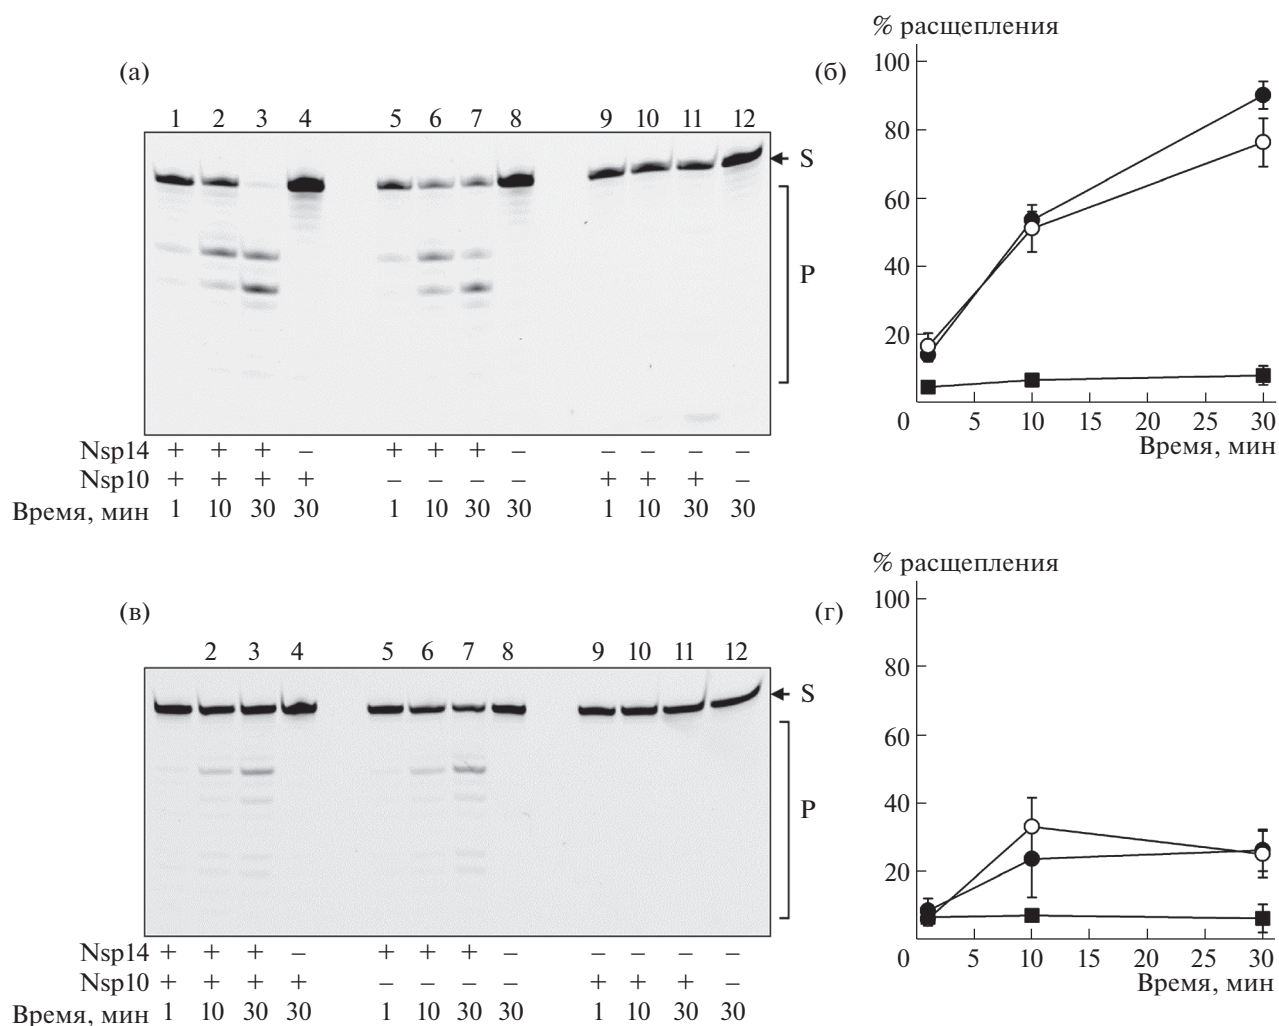 (а)
1 2 3 4 5 6 7 8 9 10 11 12
S
P
Nsp14 + + + – + + + – – – – –
Nsp10 + + + + – – – – + + + –
Время, мин 1 10 30 30 1 10 30 30 1 10 30 30
(б)
% расщепления
100
80
60
40
20
0 5 10 15 20 25 30
Время, мин
(в)
2 3 4 5 6 7 8 9 10 11 12
S
P
Nsp14 + + + – + + + – – – – –
Nsp10 + + + + – – – – + + + –
Время, мин 1 10 30 30 1 10 30 30 1 10 30 30
(г)
% расщепления
100
80
60
40
20
0 5 10 15 20 25 30
Время, мин